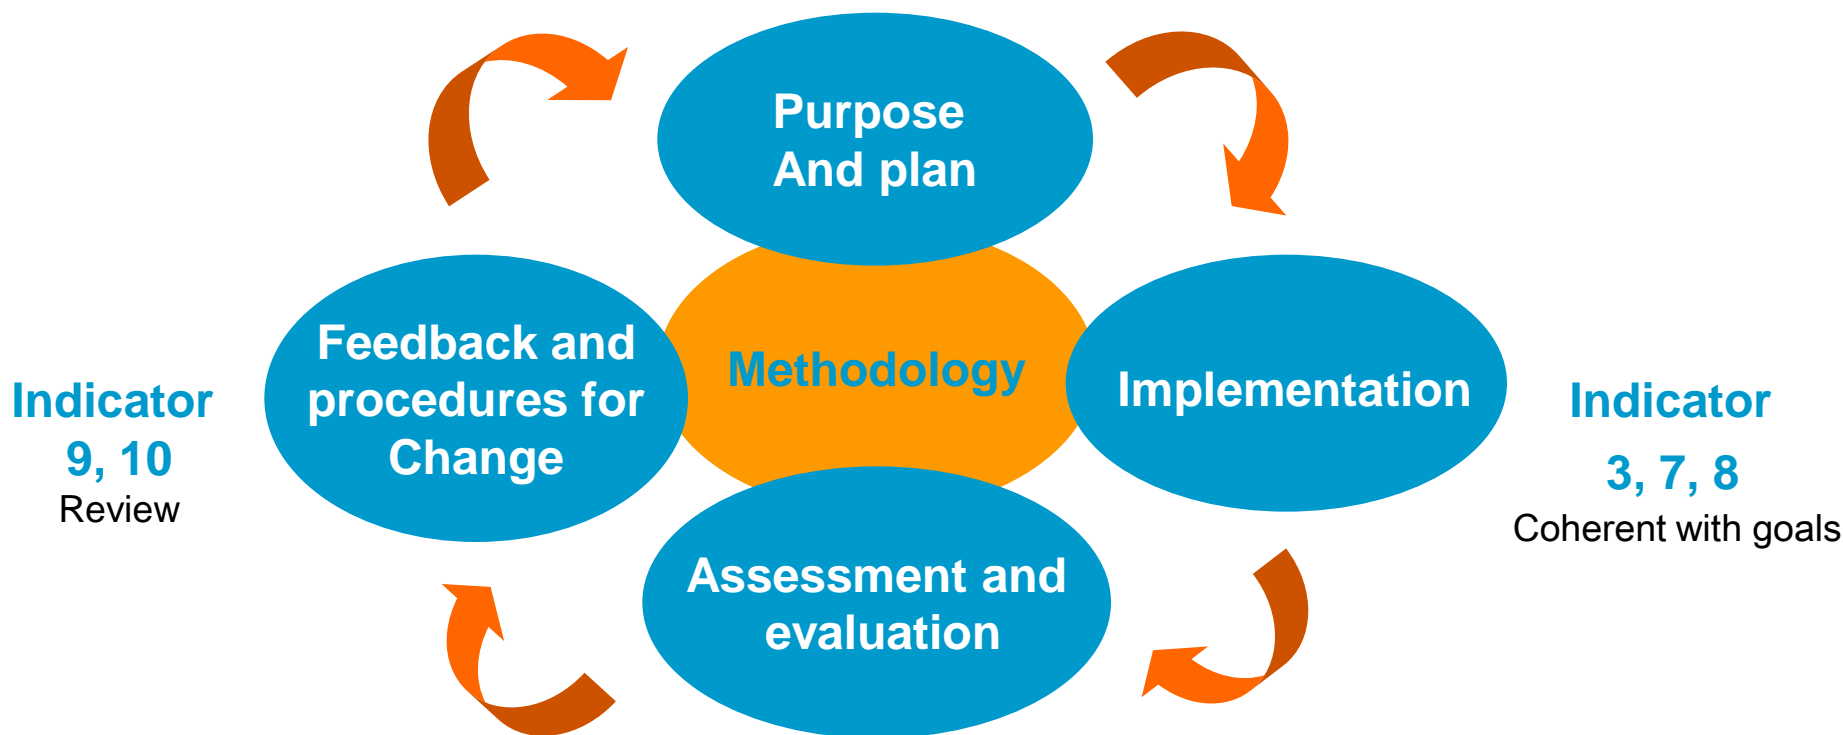 Purpose
And plan
Feedback and
procedures for
Change
Methodology
Implementation
Indicator
9, 10
Review
Indicator
3, 7, 8
Coherent with goals
Assessment and
evaluation